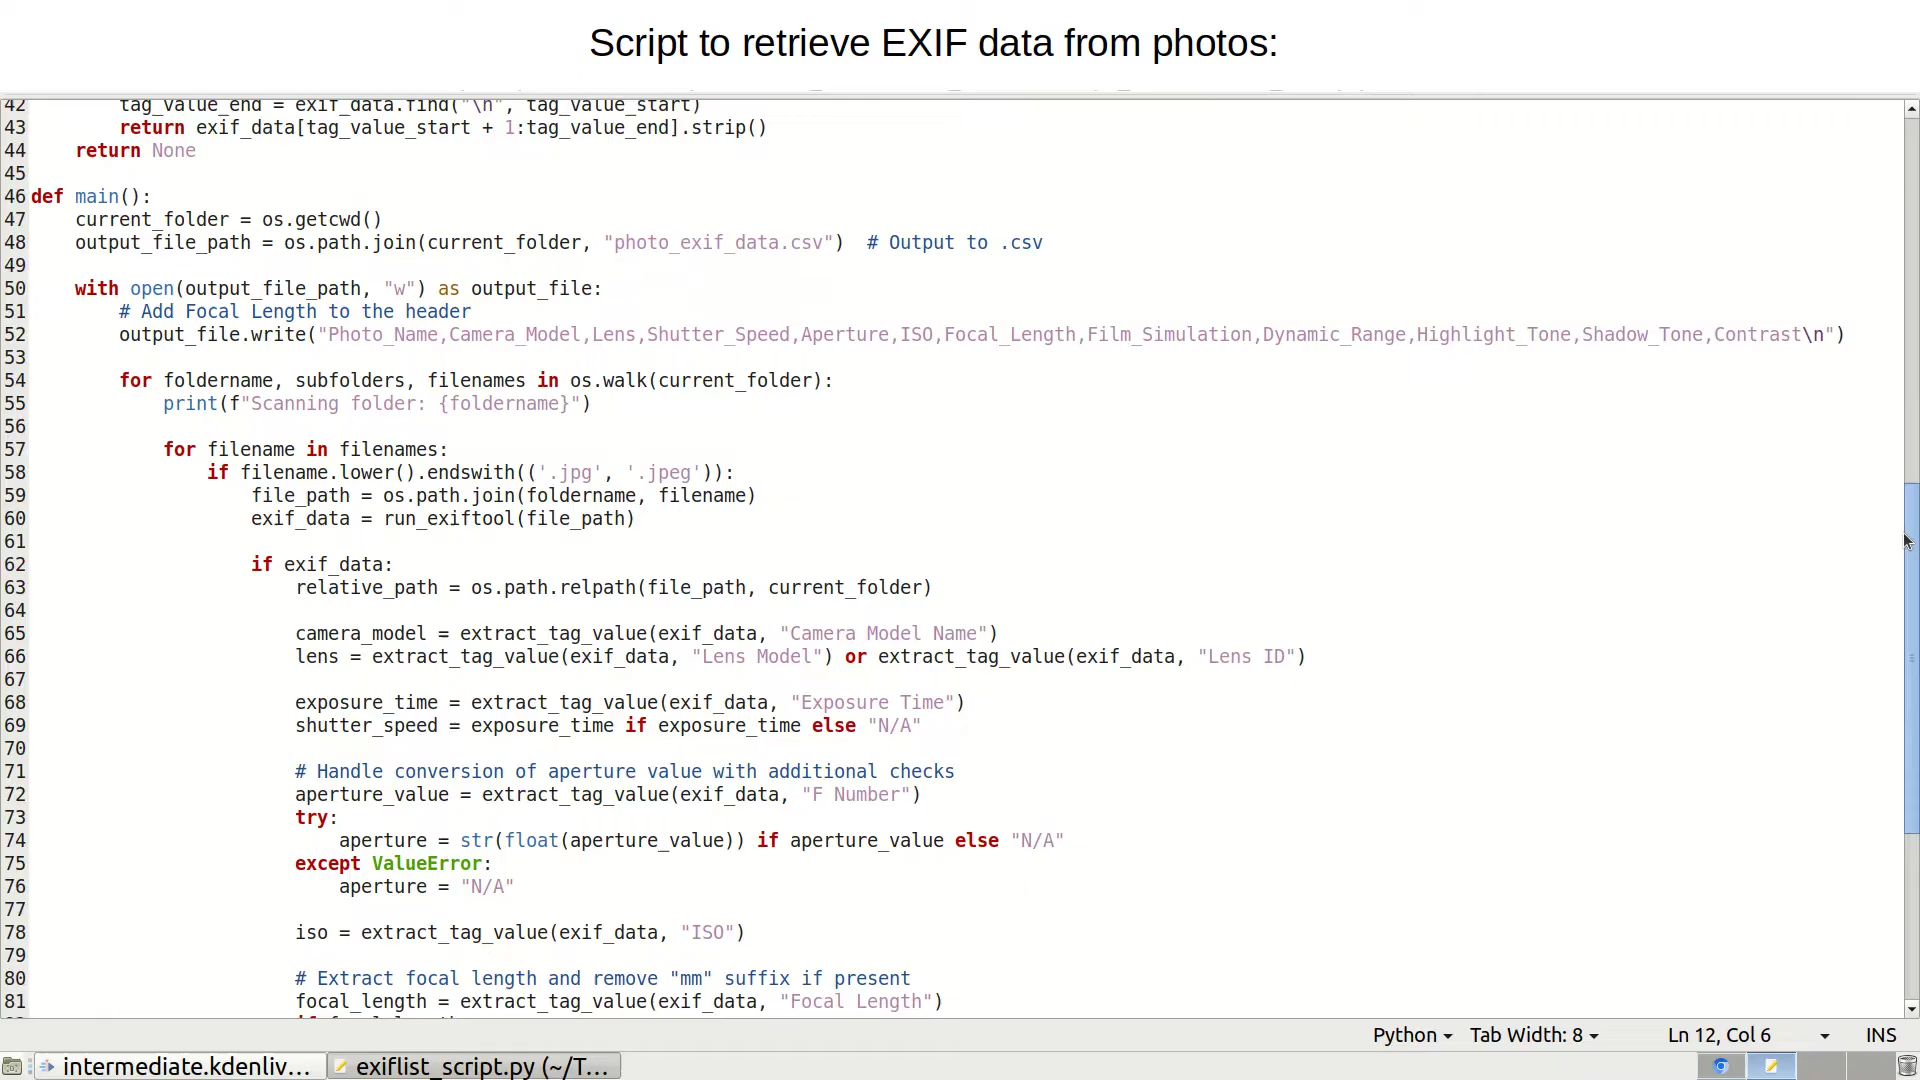 Script to retrieve EXIF data from photos:
42 tag_value_end = exif_data.find("\n", tag_value_start)
43 return exif_data[tag_value_start + 1:tag_value_end].strip()
44 return None
45
46 def main():
47 current_folder = os.getcwd()
48 output_file_path = os.path.join(current_folder, "photo_exif_data.csv")  # Output to .csv
49
50 with open(output_file_path, "w") as output_file:
51 # Add Focal Length to the header
52 output_file.write("Photo_Name,Camera_Model,Lens,Shutter_Speed,Aperture,ISO,Focal_Length,Film_Simulation,Dynamic_Range,Highlight_Tone,Shadow_Tone,Contrast\n")
53
54 for foldername, subfolders, filenames in os.walk(current_folder):
55 print(f"Scanning folder: {foldername}")
56
57 for filename in filenames:
58 if filename.lower().endswith(('.jpg', '.jpeg')):
59 file_path = os.path.join(foldername, filename)
60 exif_data = run_exiftool(file_path)
61
62 if exif_data:
63 relative_path = os.path.relpath(file_path, current_folder)
64
65 camera_model = extract_tag_value(exif_data, "Camera Model Name")
66 lens = extract_tag_value(exif_data, "Lens Model") or extract_tag_value(exif_data, "Lens ID")
67
68 exposure_time = extract_tag_value(exif_data, "Exposure Time")
69 shutter_speed = exposure_time if exposure_time else "N/A"
70
71 # Handle conversion of aperture value with additional checks
72 aperture_value = extract_tag_value(exif_data, "F Number")
73 try:
74 aperture = str(float(aperture_value)) if aperture_value else "N/A"
75 except ValueError:
76 aperture = "N/A"
77
78 iso = extract_tag_value(exif_data, "ISO")
79
80 # Extract focal length and remove "mm" suffix if present
81 focal_length = extract_tag_value(exif_data, "Focal Length")
Python Tab Width: 8 Ln 12, Col 6 INS
intermediate.kdenliv... exiflist_script.py (~/T...